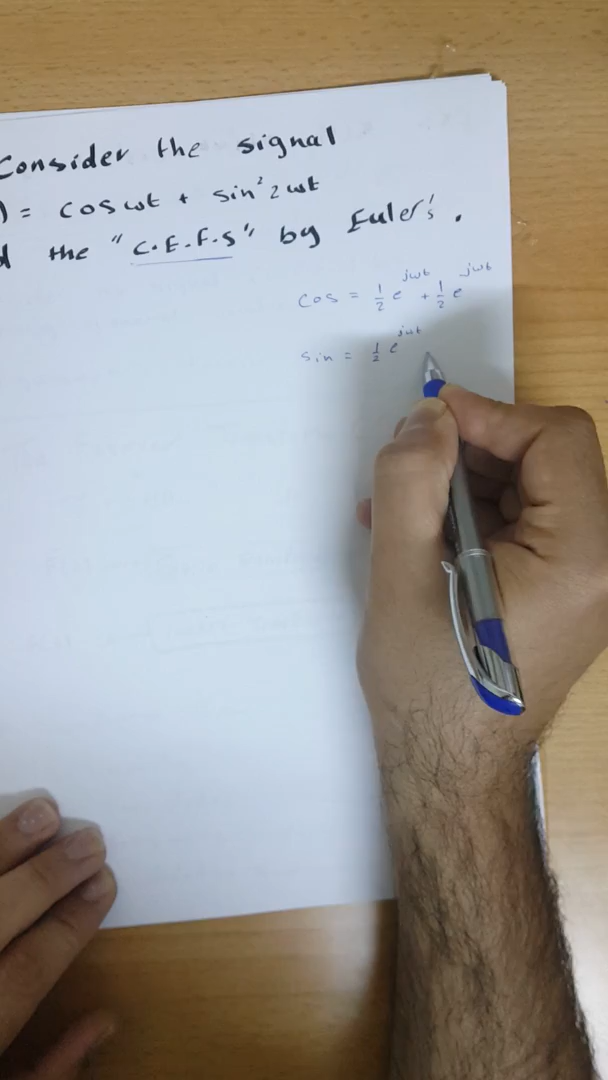 Consider the signal
) = cos ωt + sin² 2ωt
the "C.E.F.S" by Euler's.
cos = 1/2 e^jωt + 1/2 e^jωt
sin = 1/2 e^jωt